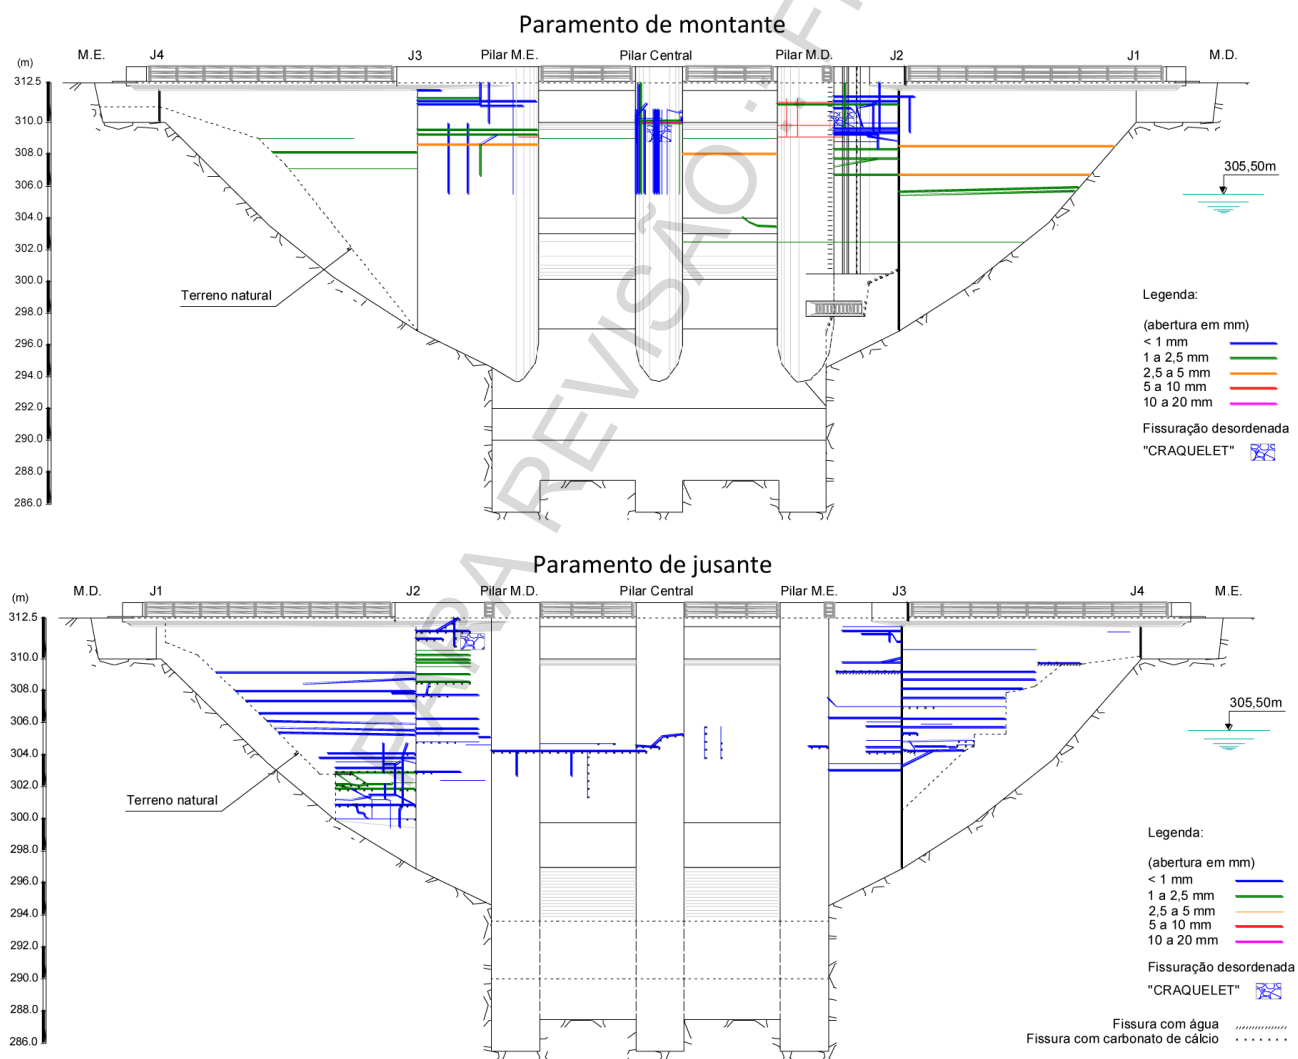 Paramento de montante
M.E. J4 J3 Pilar M.E. Pilar Central Pilar M.D. J2 J1 M.D.
(m)
312.5
310.0
308.0
306.0
304.0
302.0
300.0
298.0
296.0
294.0
292.0
290.0
288.0
286.0
305,50m
Terreno natural
Legenda:
(abertura em mm)
< 1 mm
1 a 2,5 mm
2,5 a 5 mm
5 a 10 mm
10 a 20 mm
Fissuração desordenada
"CRAQUELET"
PARA REVISÃO
Paramento de jusante
M.D. J1 J2 Pilar M.D. Pilar Central Pilar M.E. J3 J4 M.E.
(m)
312.5
310.0
308.0
306.0
304.0
302.0
300.0
298.0
296.0
294.0
292.0
290.0
288.0
286.0
305,50m
Terreno natural
Legenda:
(abertura em mm)
< 1 mm
1 a 2,5 mm
2,5 a 5 mm
5 a 10 mm
10 a 20 mm
Fissuração desordenada
"CRAQUELET"
Fissura com água
Fissura com carbonato de cálcio